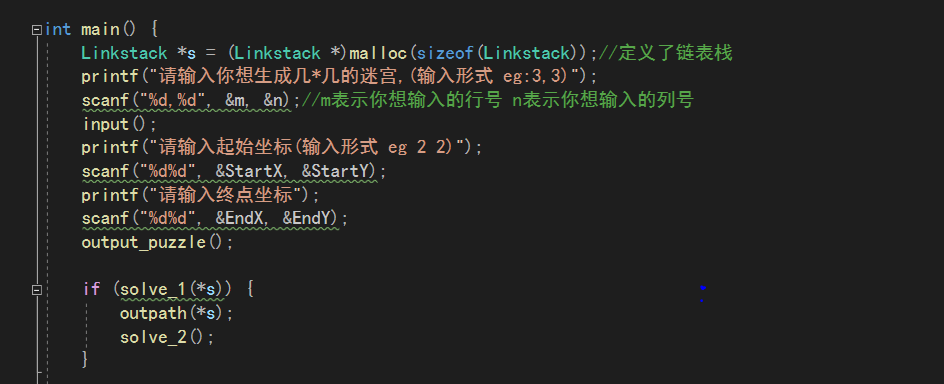 int main() {
Linkstack *s = (Linkstack *)malloc(sizeof(Linkstack));//定义了链表栈
printf("请输入你想生成几*几的迷宫,(输入形式 eg:3,3)");
scanf("%d,%d", &m, &n);//m表示你想输入的行号 n表示你想输入的列号
input();
printf("请输入起始坐标(输入形式 eg 2 2)");
scanf("%d%d", &StartX, &StartY);
printf("请输入终点坐标");
scanf("%d%d", &EndX, &EndY);
output_puzzle();
if (solve_1(*s)) {
outpath(*s);
solve_2();
}